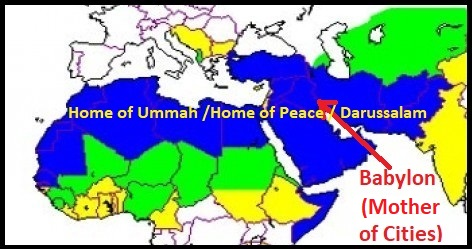 Home of Ummah /Home of Peace / Darussalam
Babylon
(Mother
of Cities)